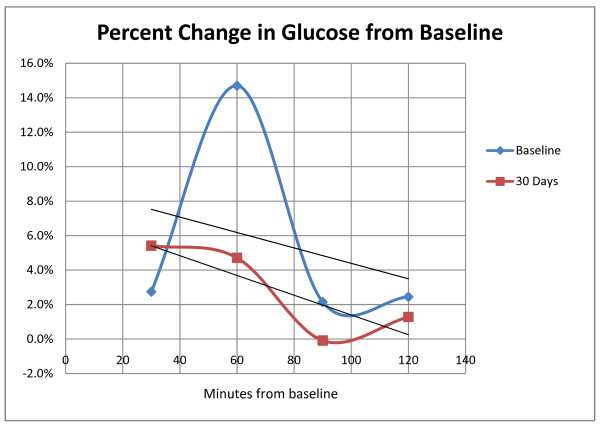 Percent Change in Glucose from Baseline
16.0%
14.0%
12.0%
10.0%
8.0%
6.0%
4.0%
2.0%
0.0%
-2.0%
0 20 40 60 80 100 120 140
Minutes from baseline
Baseline
30 Days